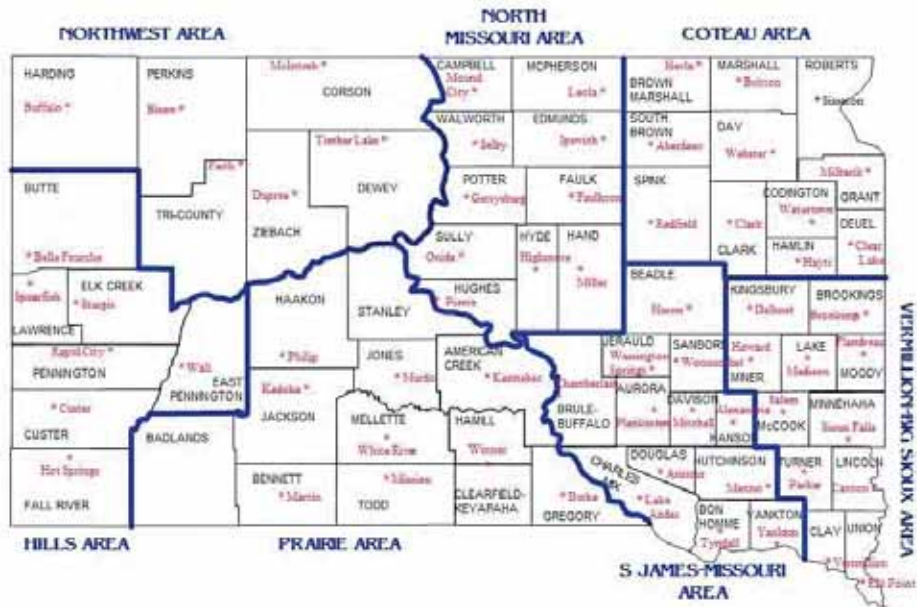 NORTHWEST AREA
NORTH
MISSOURI AREA
COTEAU AREA
HARDING
Buffalo
PERKINS
Bison
McIntosh
CORSON
CAMPBELL
Mound
City
MCPHERSON
Leola
BROWN
MARSHALL
MARSHALL
Britton
ROBERTS
Sisseton
WALWORTH
Selby
EDMUNDS
Ipswich
SOUTH
BROWN
Aberdeen
DAY
Webster
Timber Lake
Faith
BUTTE
TRI-COUNTY
Dupree
ZIEBACH
DEWEY
POTTER
Gettysburg
FAULK
Faulkton
SPINK
Redfield
Clark
CLARK
Milbank
CODINGTON
Watertown
GRANT
DEUEL
HAMLIN
Hayti
Clear
Lake
Belle Fourche
SULLY
Onida
HYDE
Highmore
HAND
Miller
Spearfish
ELK CREEK
Sturgis
LAWRENCE
HAAKON
STANLEY
HUGHES
Pierre
BEADLE
Huron
KINGSBURY
DeSmet
BROOKINGS
Brookings
Rapid City
PENNINGTON
Wall
EAST
PENNINGTON
Philip
JONES
AMERICAN
CREEK
Kennebec
JERAULD
Wessington
Springs
SANBORN
Howard
MINER
LAKE
Madison
MOODY
Custer
CUSTER
Kadoka
JACKSON
Chamberlain
BRULE-
BUFFALO
AURORA
Plankinton
DAVISON
Mitchell
Alexandria
HANSO
Salem
McCOOK
MINNEHAHA
Sioux Falls
BADLANDS
MELLETTE
White River
HAMILL
Winner
Hot Springs
FALL RIVER
BENNETT
Martin
Mission
TODD
CLEARFIELD-
KEYAPAHA
Burke
GREGORY
CHARLES
MIX
Lake
Andes
DOUGLAS
Armour
HUTCHINSON
TURNER
Parker
LINCOLN
Canton
BON
HOMME
Tyndall
YANKTON
Yankton
CLAY
UNION
Vermillion
Elk Point
HILLS AREA
PRAIRIE AREA
S JAMES-MISSOURI
AREA
VERMILLION-BIG SIOUX AREA